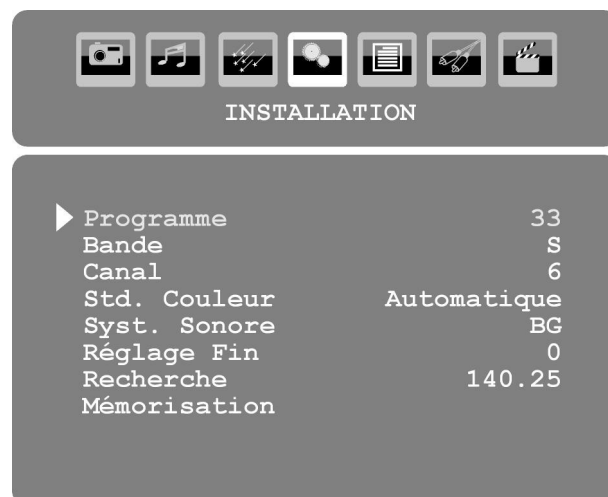 INSTALLATION
Programme 33
Bande S
Canal 6
Std. Couleur Automatique
Syst. Sonore BG
Réglage Fin 0
Recherche 140.25
Mémorisation